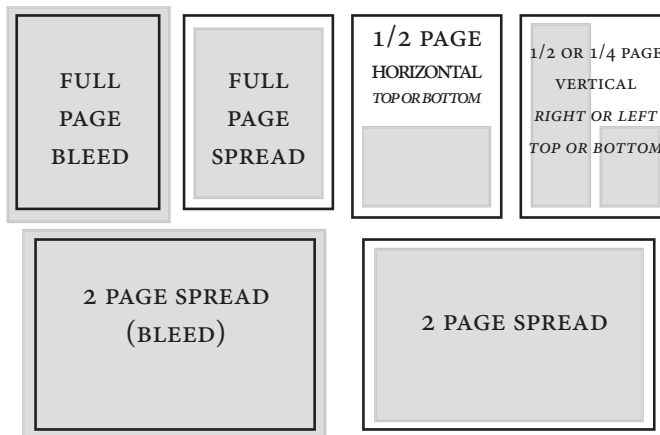 FULL
PAGE
BLEED
FULL
PAGE
SPREAD
1/2 PAGE
HORIZONTAL
TOP OR BOTTOM
1/2 OR 1/4 PAGE
VERTICAL
RIGHT OR LEFT
TOP OR BOTTOM
2 PAGE SPREAD
(BLEED)
2 PAGE SPREAD